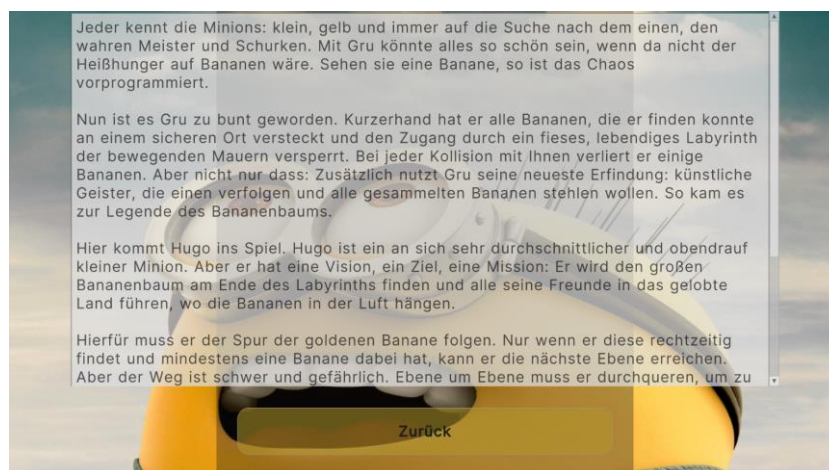 Jeder kennt die Minions: klein, gelb und immer auf die Suche nach dem einen, den
wahren Meister und Schurken. Mit Gru könnte alles so schön sein, wenn da nicht der
Heißhunger auf Bananen wäre. Sehen sie eine Banane, so ist das Chaos
vorprogrammiert.
Nun ist es Gru zu bunt geworden. Kurzerhand hat er alle Bananen, die er finden konnte
an einem sicheren Ort versteckt und den Zugang durch ein fieses, lebendiges Labyrinth
der bewegenden Mauern versperrt. Bei jeder Kollision mit Ihnen verliert er einige
Bananen. Aber nicht nur dass: Zusätzlich nutzt Gru seine neueste Erfindung: künstliche
Geister, die einen verfolgen und alle gesammelten Bananen stehlen wollen. So kam es
zur Legende des Bananenbaums.
Hier kommt Hugo ins Spiel. Hugo ist ein an sich sehr durchschnittlicher und obendrauf
kleiner Minion. Aber er hat eine Vision, ein Ziel, eine Mission: Er wird den großen
Bananenbaum am Ende des Labyrinths finden und alle seine Freunde in das gelobte
Land führen, wo die Bananen in der Luft hängen.
Hierfür muss er der Spur der goldenen Banane folgen. Nur wenn er diese rechtzeitig
findet und mindestens eine Banane dabei hat, kann er die nächste Ebene erreichen.
Aber der Weg ist schwer und gefährlich. Ebene um Ebene muss er durchqueren, um zu
Zurück